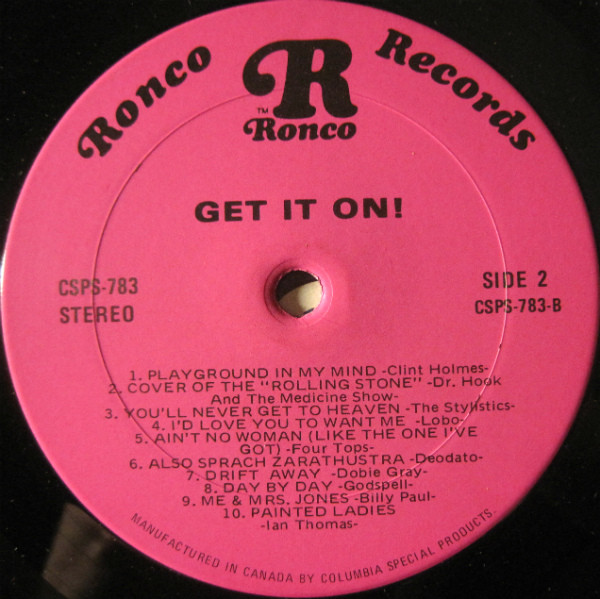 Ronco Records
R
TM
Ronco
GET IT ON!
CSPS-783
STEREO
SIDE 2
CSPS-783-B
1. PLAYGROUND IN MY MIND -Clint Holmes-
2. COVER OF THE "ROLLING STONE" -Dr. Hook
And The Medicine Show-
3. YOU'LL NEVER GET TO HEAVEN -The Stylistics-
4. I'D LOVE YOU TO WANT ME -Lobo-
5. AIN'T NO WOMAN (LIKE THE ONE I'VE
GOT) -Four Tops-
6. ALSO SPRACH ZARATHUSTRA -Deodato-
7. DRIFT AWAY -Dobie Gray-
8. DAY BY DAY -Godspell-
9. ME & MRS. JONES -Billy Paul-
10. PAINTED LADIES
-Ian Thomas-
MANUFACTURED IN CANADA BY COLUMBIA SPECIAL PRODUCTS.